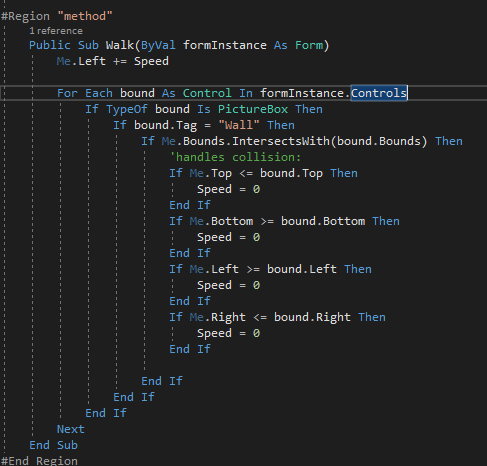 #Region "method"
1 reference
Public Sub Walk(ByVal formInstance As Form)
Me.Left += Speed
For Each bound As Control In formInstance.Controls
If TypeOf bound Is PictureBox Then
If bound.Tag = "Wall" Then
If Me.Bounds.IntersectsWith(bound.Bounds) Then
'handles collision:
If Me.Top <= bound.Top Then
Speed = 0
End If
If Me.Bottom >= bound.Bottom Then
Speed = 0
End If
If Me.Left >= bound.Left Then
Speed = 0
End If
If Me.Right <= bound.Right Then
Speed = 0
End If
End If
End If
End If
Next
End Sub
#End Region